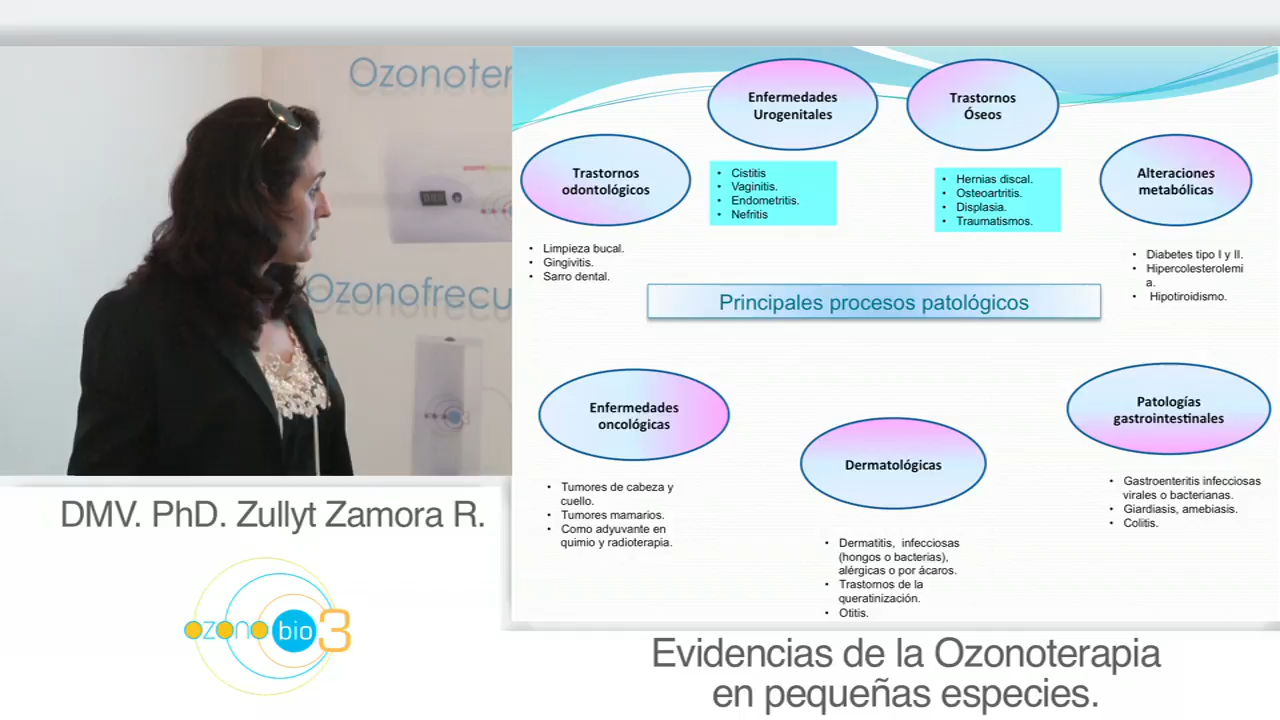 Ozonoter
Ozonofrecu
Enfermedades
Urogenitales
Trastornos
Óseos
Trastornos
odontológicos
Alteraciones
metabólicas
• Cistitis
• Vaginitis.
• Endometritis.
• Nefritis
• Hernias discal.
• Osteoartritis.
• Displasia.
• Traumatismos.
• Limpieza bucal.
• Gingivitis.
• Sarro dental.
• Diabetes tipo I y II.
• Hipercolesterolemi
a.
• Hipotiroidismo.
Principales procesos patológicos
Enfermedades
oncológicas
Dermatológicas
Patologías
gastrointestinales
• Tumores de cabeza y
cuello.
• Tumores mamarios.
• Como adyuvante en
quimio y radioterapia.
• Dermatitis, infecciosas
(hongos o bacterias),
alérgicas o por ácaros.
• Trastornos de la
queratinización.
• Otitis.
• Gastroenteritis infecciosas
virales o bacterianas.
• Giardiasis, amebiasis.
• Colitis.
DMV. PhD. Zullyt Zamora R.
ozono bio 3
Evidencias de la Ozonoterapia
en pequeñas especies.